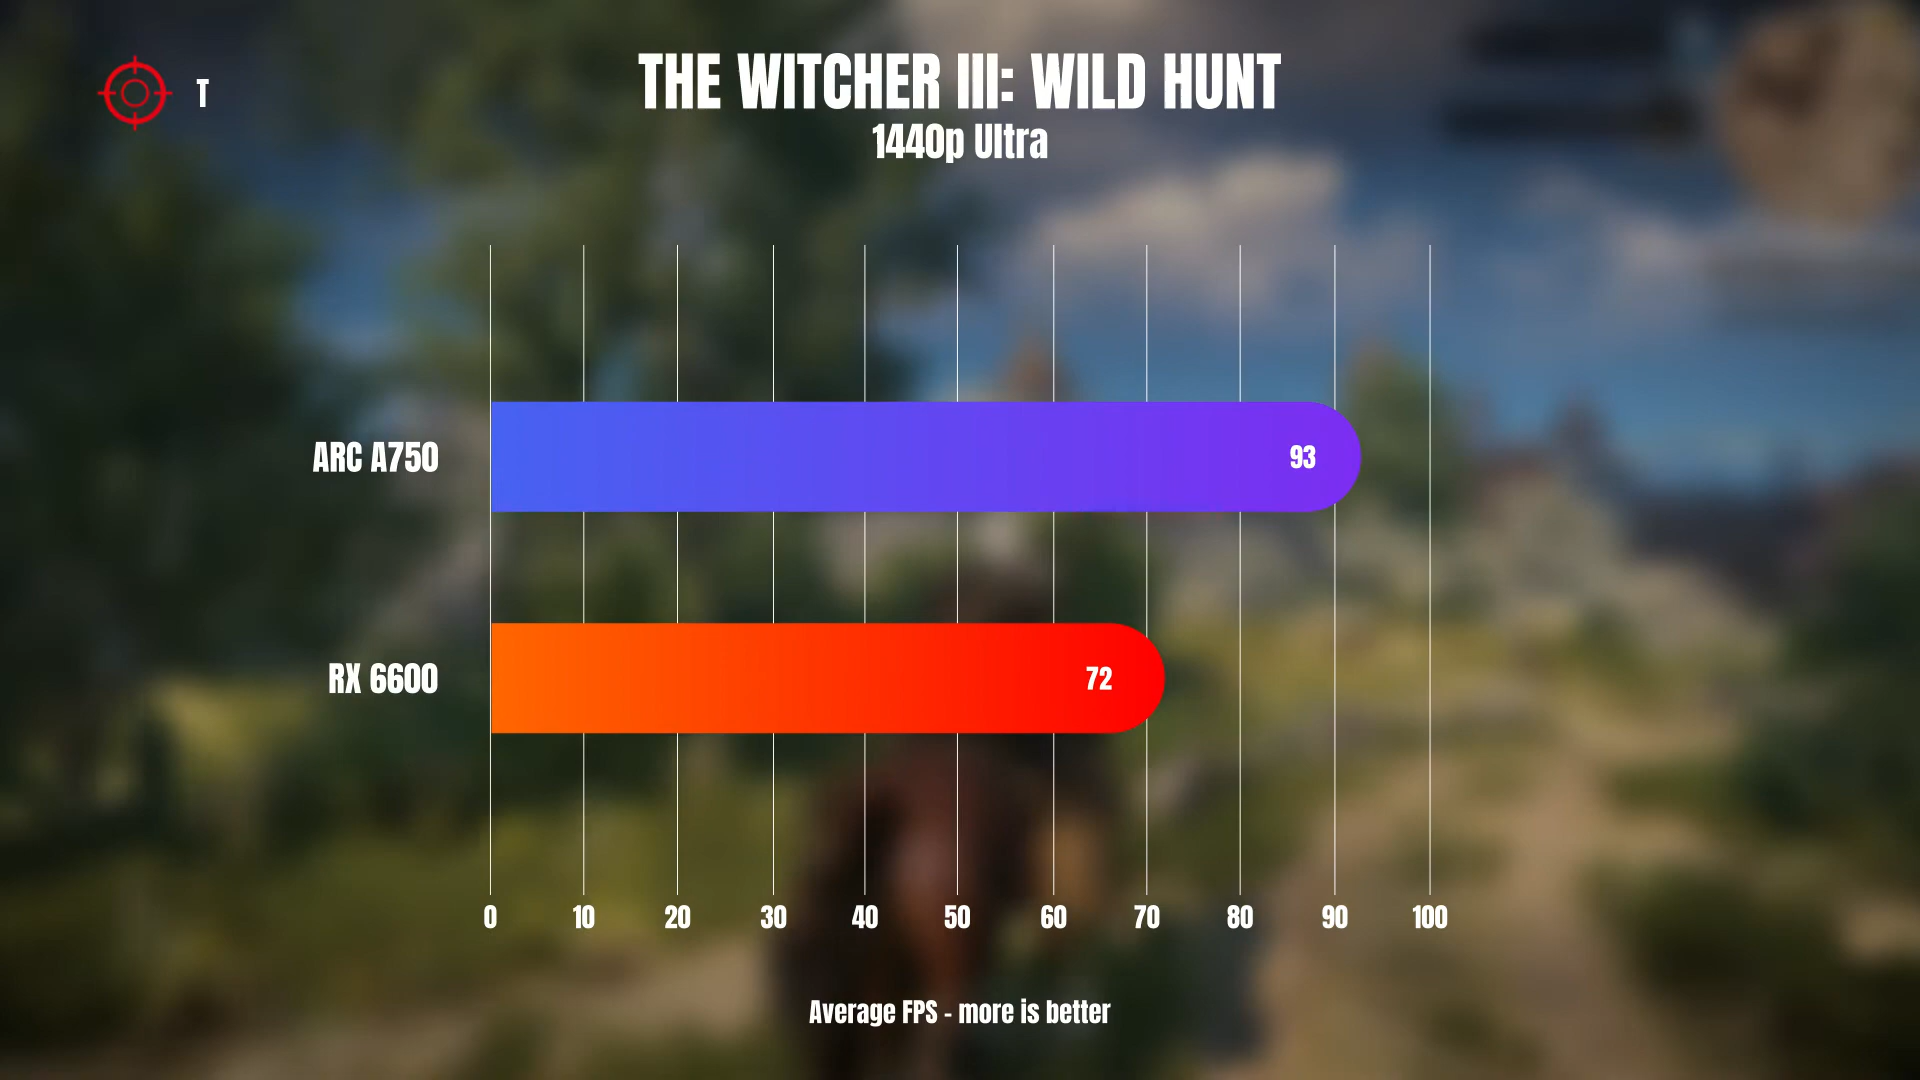 T
THE WITCHER III: WILD HUNT
1440p Ultra
ARC A750
93
RX 6600
72
0 10 20 30 40 50 60 70 80 90 100
Average FPS - more is better